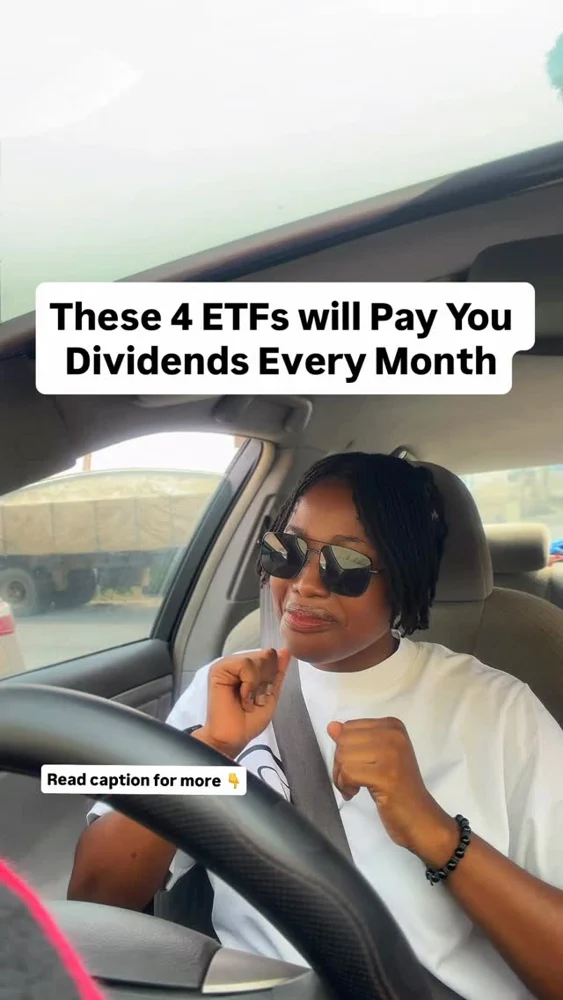 These 4 ETFs will Pay You
Dividends Every Month
Read caption for more 👇